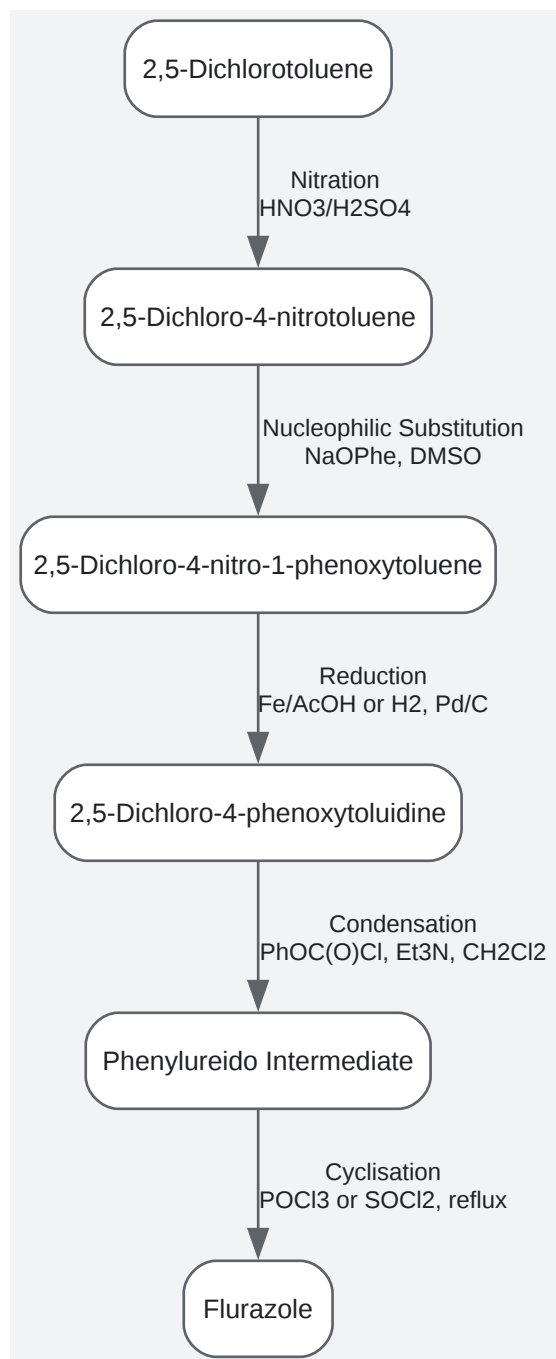 2,5-Dichlorotoluene
Nitration
HNO3/H2SO4
2,5-Dichloro-4-nitrotoluene
Nucleophilic Substitution
NaOPhe, DMSO
2,5-Dichloro-4-nitro-1-phenoxytoluene
Reduction
Fe/AcOH or H2, Pd/C
2,5-Dichloro-4-phenoxytoluidine
Condensation
PhOC(O)Cl, Et3N, CH2Cl2
Phenylureido Intermediate
Cyclisation
POCl3 or SOCl2, reflux
Flurazole